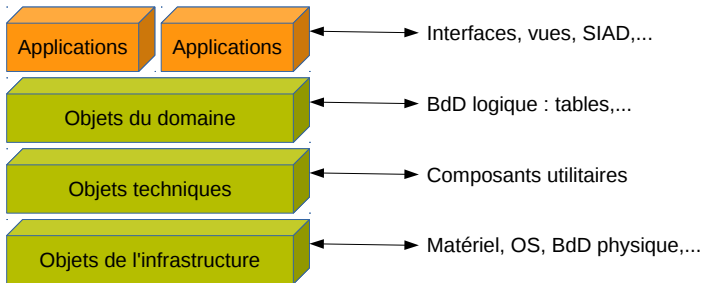 Applications Applications Interfaces, vues, SIAD,...
Objets du domaine BdD logique : tables,...
Objets techniques Composants utilitaires
Objets de l'infrastructure Matériel, OS, BdD physique,...